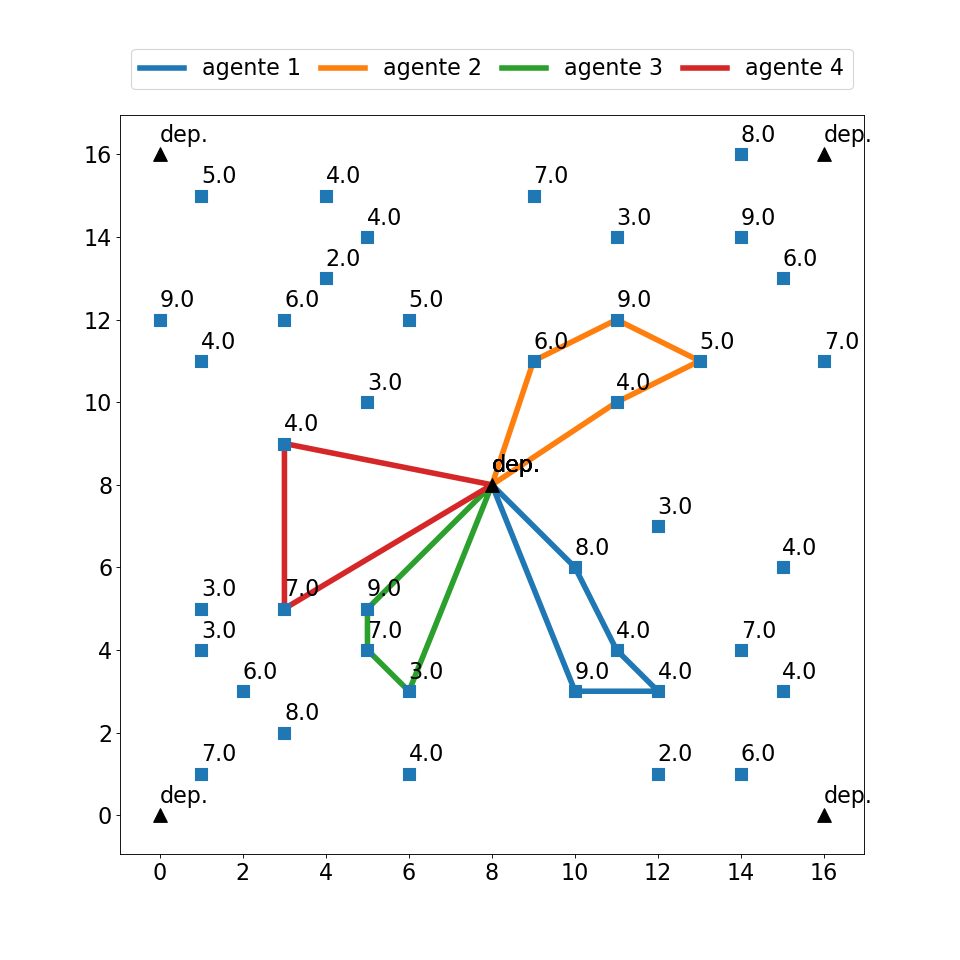 agente 1 agente 2 agente 3 agente 4
dep. 8.0 dep.
16
5.0 4.0 7.0
4.0 3.0 9.0
14
2.0 6.0
9.0 6.0 5.0 9.0
12
4.0 6.0 5.0 7.0
3.0 4.0
10
4.0
dep.
8
3.0
8.0 4.0
6
3.0 7.0 9.0
3.0 7.0 4.0 7.0
4
6.0 3.0 9.0 4.0 4.0
8.0
2
7.0 4.0 2.0 6.0
dep. dep.
0
0 2 4 6 8 10 12 14 16